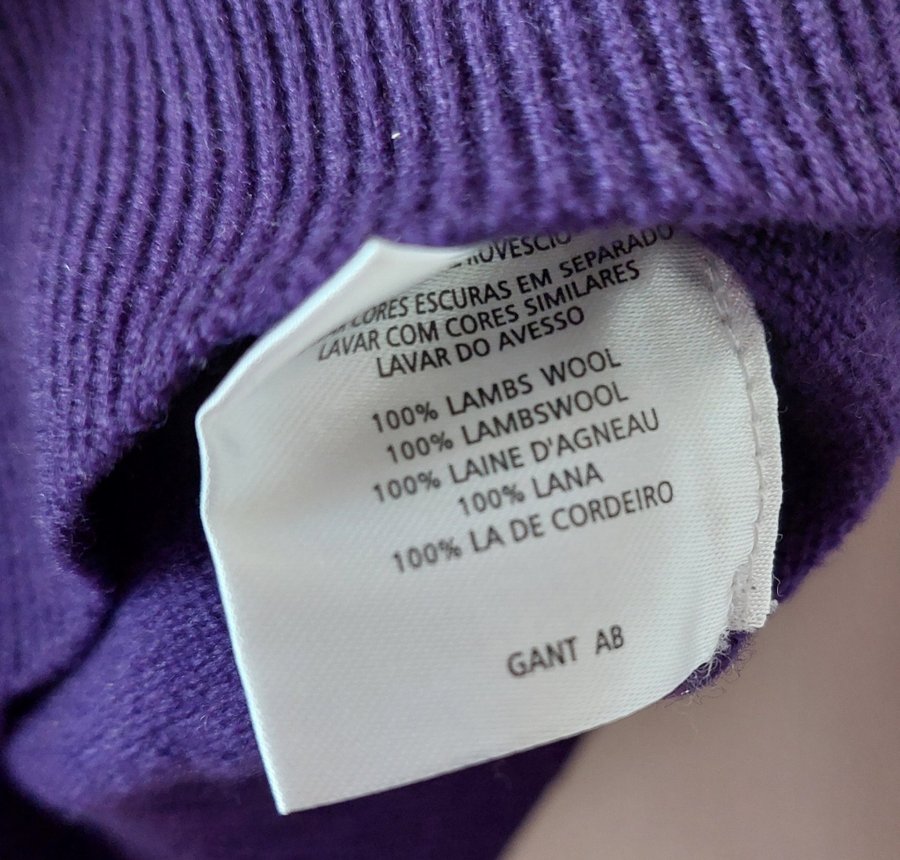 ROVESCIO
CORES ESCURAS EM SEPARADO
LAVAR COM CORES SIMILARES
LAVAR DO AVESSO
100% LAMBS WOOL
100% LAMBSWOOL
100% LAINE D'AGNEAU
100% LANA
100% LA DE CORDEIRO
GANT AB